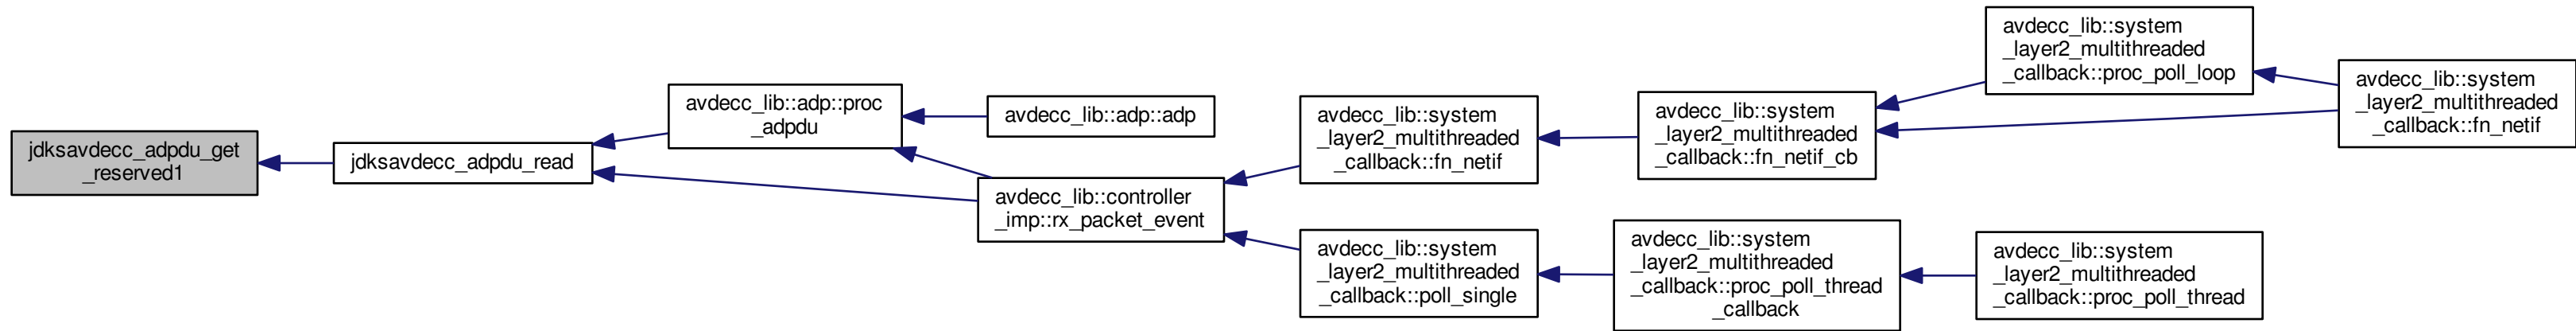 jdksavdecc_adpdu_get
_reserved1
jdksavdecc_adpdu_read
avdecc_lib::adp::proc
_adpdu
avdecc_lib::adp::adp
avdecc_lib::controller
_imp::rx_packet_event
avdecc_lib::system
_layer2_multithreaded
_callback::fn_netif
avdecc_lib::system
_layer2_multithreaded
_callback::poll_single
avdecc_lib::system
_layer2_multithreaded
_callback::fn_netif_cb
avdecc_lib::system
_layer2_multithreaded
_callback::proc_poll_thread
_callback
avdecc_lib::system
_layer2_multithreaded
_callback::proc_poll_loop
avdecc_lib::system
_layer2_multithreaded
_callback::proc_poll_thread
avdecc_lib::system
_layer2_multithreaded
_callback::fn_netif